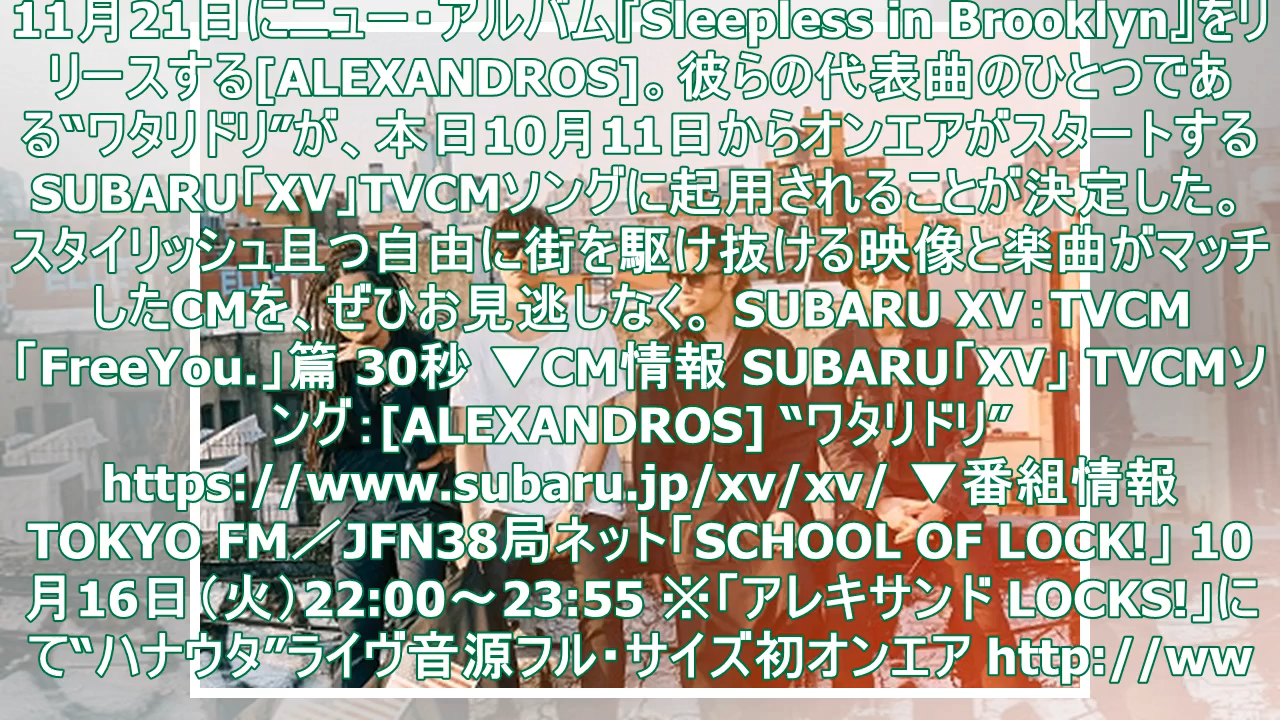 11月21日にニュー・アルバム『Sleepless in Brooklyn』をリ
リースする[ALEXANDROS]。彼らの代表曲のひとつであ
る“ワタリドリ”が、本日10月11日からオンエアがスタートする
SUBARU「XV」TVCMソングに起用されることが決定した。
スタイリッシュ且つ自由に街を駆け抜ける映像と楽曲がマッチ
したCMを、ぜひお見逃しなく。 SUBARU XV：TVCM
「FreeYou.」篇 30秒 ▼CM情報 SUBARU「XV」 TVCMソ
ング：[ALEXANDROS] “ワタリドリ”
https://www.subaru.jp/xv/xv/ ▼番組情報
TOKYO FM／JFN38局ネット「SCHOOL OF LOCK!」 10
月16日（火）22:00～23:55 ※「アレキサンド LOCKS!」に
て“ハナウタ”ライヴ音源フル・サイズ初オンエア http://ww